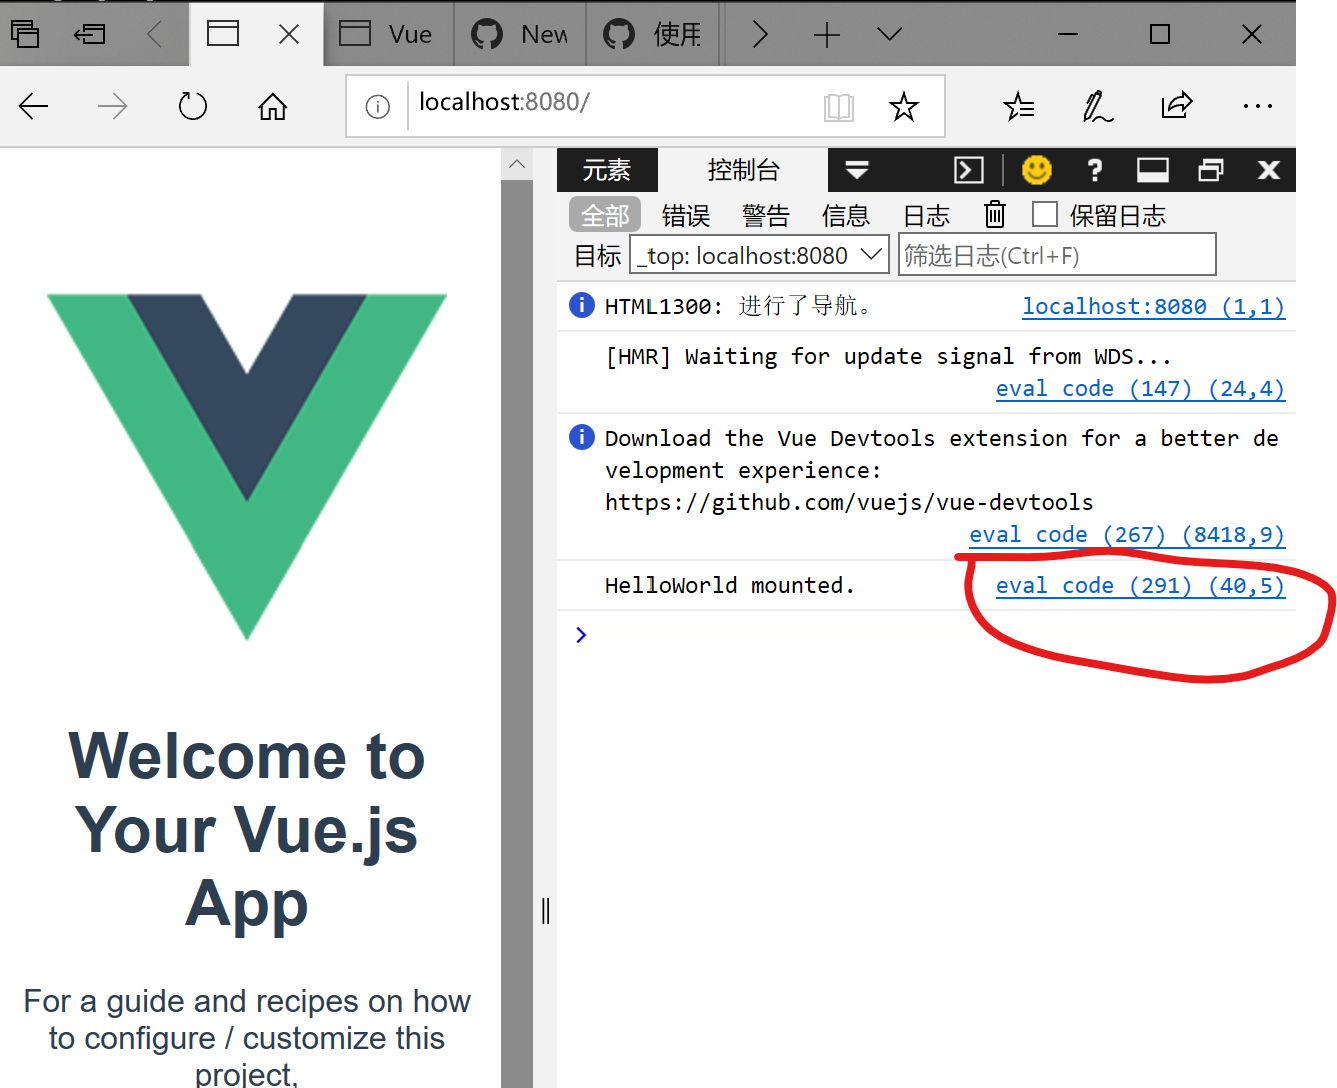 Vue
New
使用
localhost:8080/
元素 控制台
全部 错误 警告 信息 日志 保留日志
目标 _top: localhost:8080 筛选日志(Ctrl+F)
HTML1300: 进行了导航。 localhost:8080 (1,1)
[HMR] Waiting for update signal from WDS...
eval code (147) (24,4)
Download the Vue Devtools extension for a better de
velopment experience:
https://github.com/vuejs/vue-devtools
eval code (267) (8418,9)
HelloWorld mounted. eval code (291) (40,5)
Welcome to
Your Vue.js
App
For a guide and recipes on how
to configure / customize this
project,